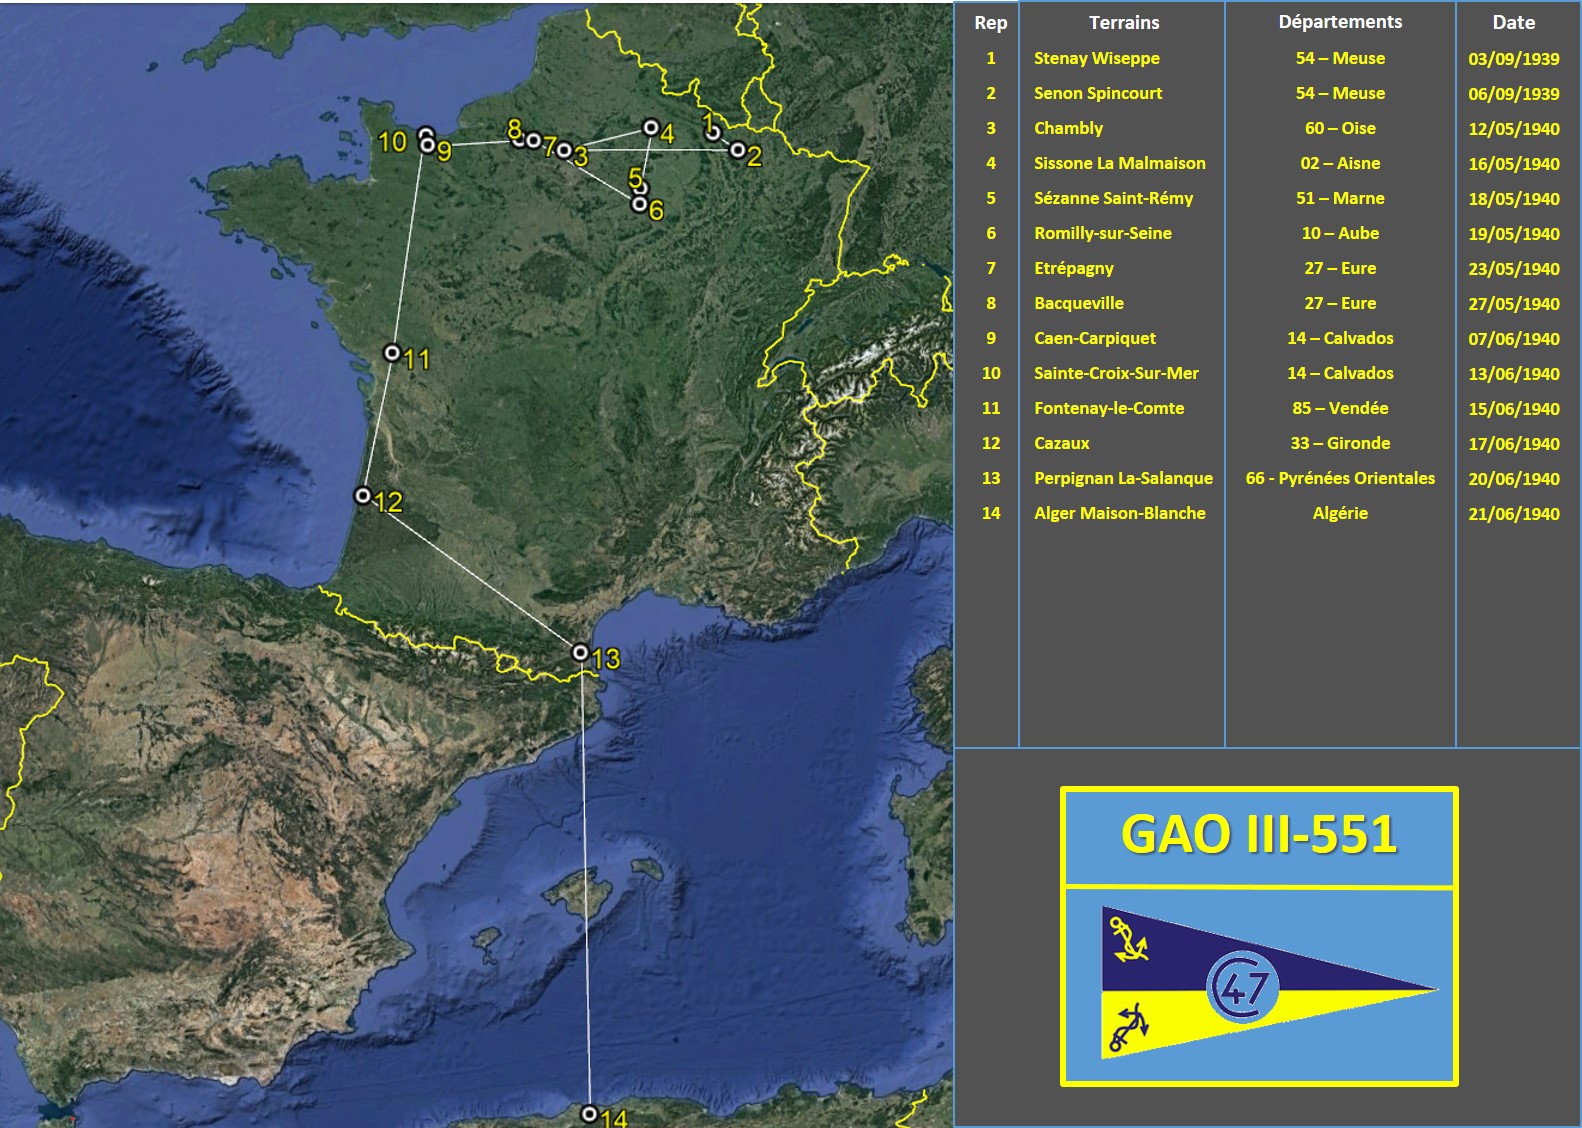 Rep Terrains Départements Date
1 Stenay Wiseppe 54 – Meuse 03/09/1939
2 Senon Spincourt 54 – Meuse 06/09/1939
3 Chambly 60 – Oise 12/05/1940
4 Sissone La Malmaison 02 – Aisne 16/05/1940
5 Sézanne Saint-Rémy 51 – Marne 18/05/1940
6 Romilly-sur-Seine 10 – Aube 19/05/1940
7 Etrépagny 27 – Eure 23/05/1940
8 Bacqueville 27 – Eure 27/05/1940
9 Caen-Carpiquet 14 – Calvados 07/06/1940
10 Sainte-Croix-Sur-Mer 14 – Calvados 13/06/1940
11 Fontenay-le-Comte 85 – Vendée 15/06/1940
12 Cazaux 33 – Gironde 17/06/1940
13 Perpignan La-Salanque 66 - Pyrénées Orientales 20/06/1940
14 Alger Maison-Blanche Algérie 21/06/1940
1
2
3
4
5
6
7
8
9
10
11
12
13
14
GAO III-551
C 47